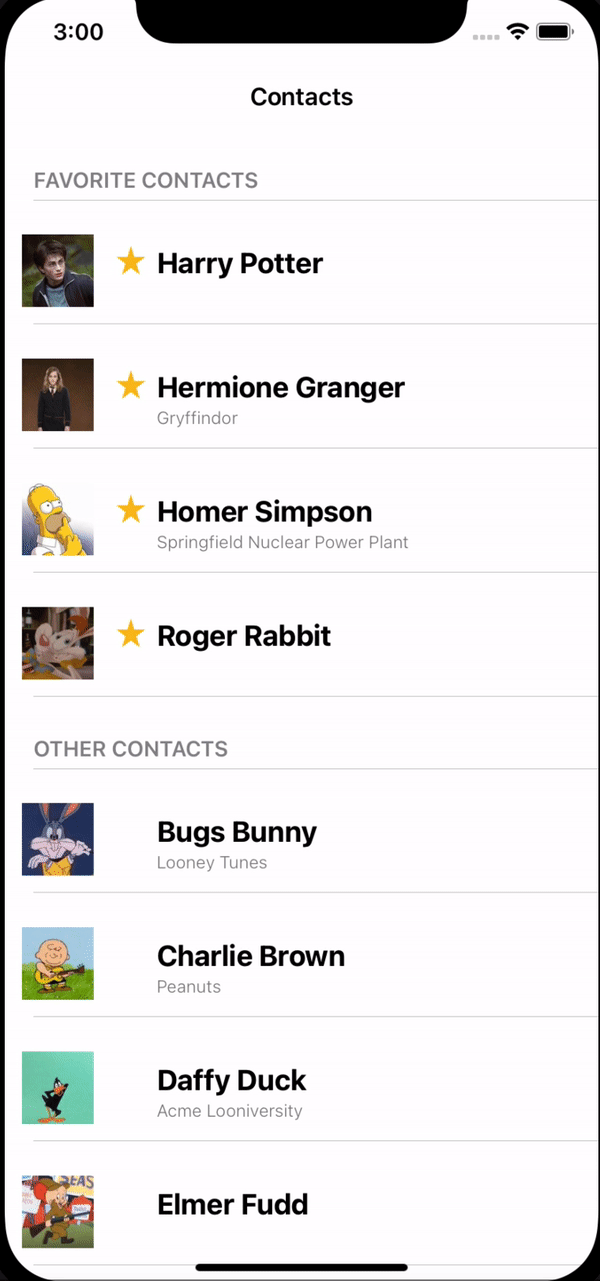 3:00
Contacts
FAVORITE CONTACTS
Harry Potter
Hermione Granger
Gryffindor
Homer Simpson
Springfield Nuclear Power Plant
Roger Rabbit
OTHER CONTACTS
Bugs Bunny
Looney Tunes
Charlie Brown
Peanuts
Daffy Duck
Acme Looniversity
Elmer Fudd